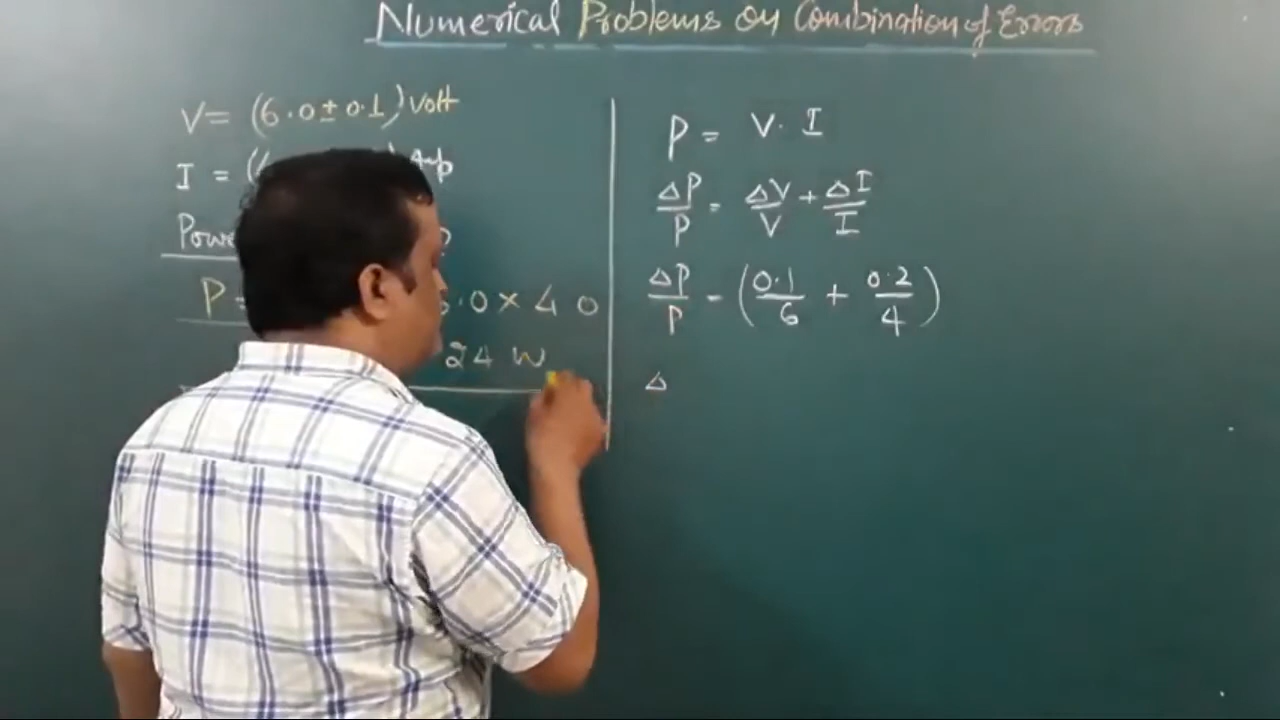 Numerical Problems on Combination of Errors
V = (6.0 ± 0.1) Volt
I = (
P =
6.0 × 4 0
24 W
P = V. I
ΔP/P = ΔV/V + ΔI/I
ΔP/P = (0.1/6 + 0.2/4)
Δ